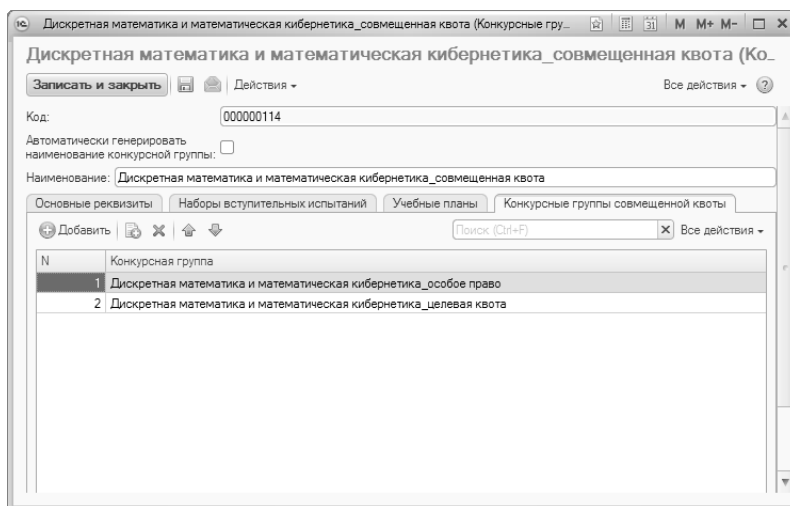 Дискретная математика и математическая кибернетика_совмещенная квота (Конкурсные гру... 31 M M+ M-
Дискретная математика и математическая кибернетика_совмещенная квота (Ко...
Записать и закрыть Действия Все действия ?
Код: 000000114
Автоматически генерировать
наименование конкурсной группы:
Наименование: Дискретная математика и математическая кибернетика_совмещенная квота
Основные реквизиты Наборы вступительных испытаний Учебные планы Конкурсные группы совмещенной квоты
Добавить Поиск (Ctrl+F) Все действия
N Конкурсная группа
1 Дискретная математика и математическая кибернетика_особое право
2 Дискретная математика и математическая кибернетика_целевая квота